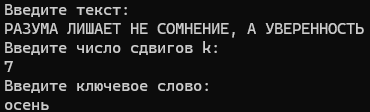 Введите текст:
РАЗУМА ЛИШАЕТ НЕ СОМНЕНИЕ, А УВЕРЕННОСТЬ
Введите число сдвигов k:
7
Введите ключевое слово:
осень